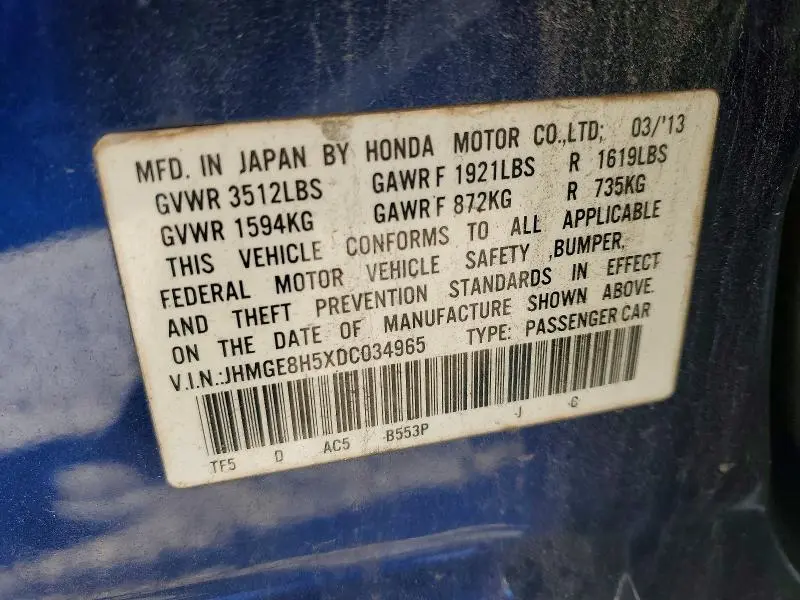 MFD. IN JAPAN BY HONDA MOTOR CO.,LTD; 03/'13
GVWR 3512LBS GAWR F 1921LBS R 1619LBS
GVWR 1594KG GAWR F 872KG R 735KG
THIS VEHICLE CONFORMS TO ALL APPLICABLE
FEDERAL MOTOR VEHICLE SAFETY ,BUMPER,
AND THEFT PREVENTION STANDARDS IN EFFECT
ON THE DATE OF MANUFACTURE SHOWN ABOVE.
V.I.N.:JHMGE8H5XDC034965 TYPE: PASSENGER CAR
TF5 D AC5 B553P J C